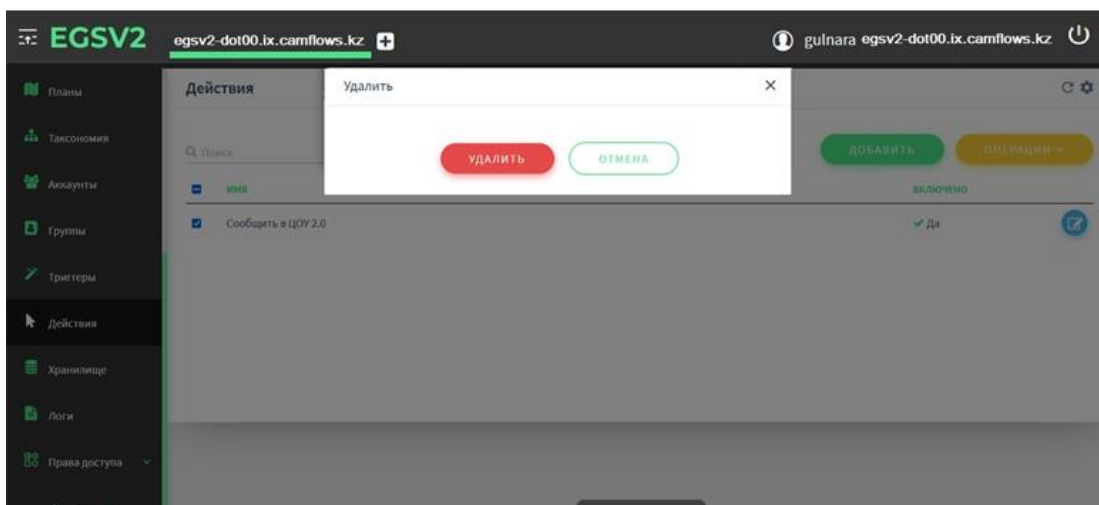 EGSV2
egsv2-dot00.ix.camflows.kz
gulnara egsv2-dot00.ix.camflows.kz
Планы
Таксономия
Аккаунты
Группы
Триггеры
Действия
Хранилище
Логи
Права доступа
Действия
Удалить
УДАЛИТЬ
ОТМЕНА
Поиск
ДОБАВИТЬ
ОПЕРАЦИИ
ИМЯ
ВКЛЮЧЕНО
Сообщить в ЦОУ 2.0
Да